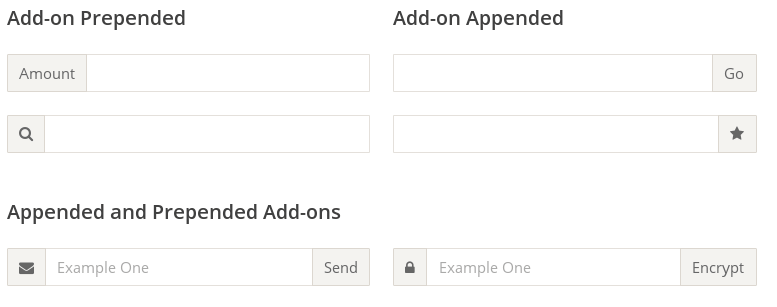 Add-on Prepended
Add-on Appended
Amount
Go
Appended and Prepended Add-ons
Example One
Send
Example One
Encrypt